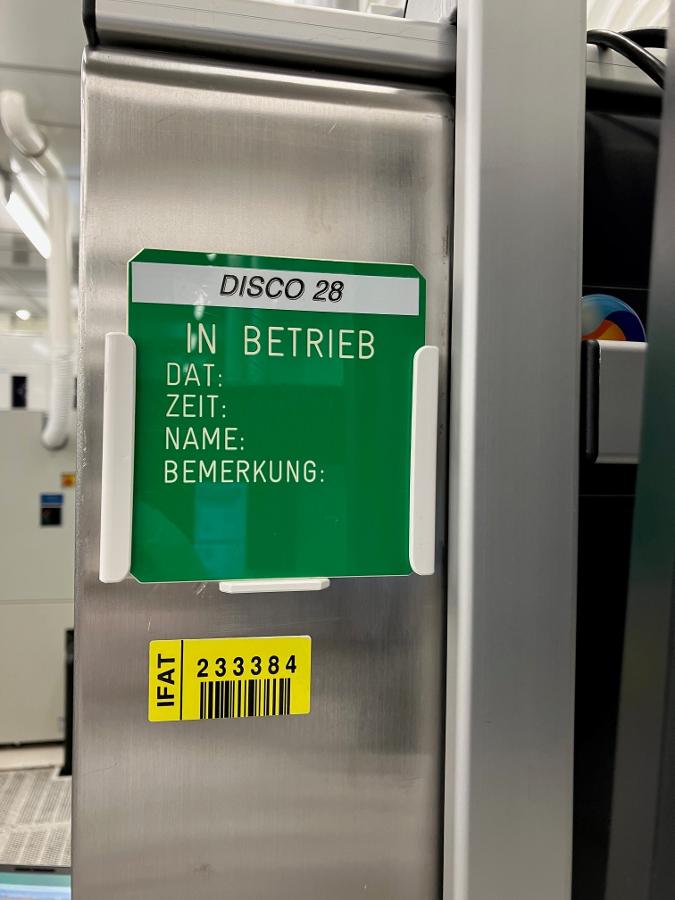 DISCO 28
IN BETRIEB
DAT:
ZEIT:
NAME:
BEMERKUNG:
IFAT
233384